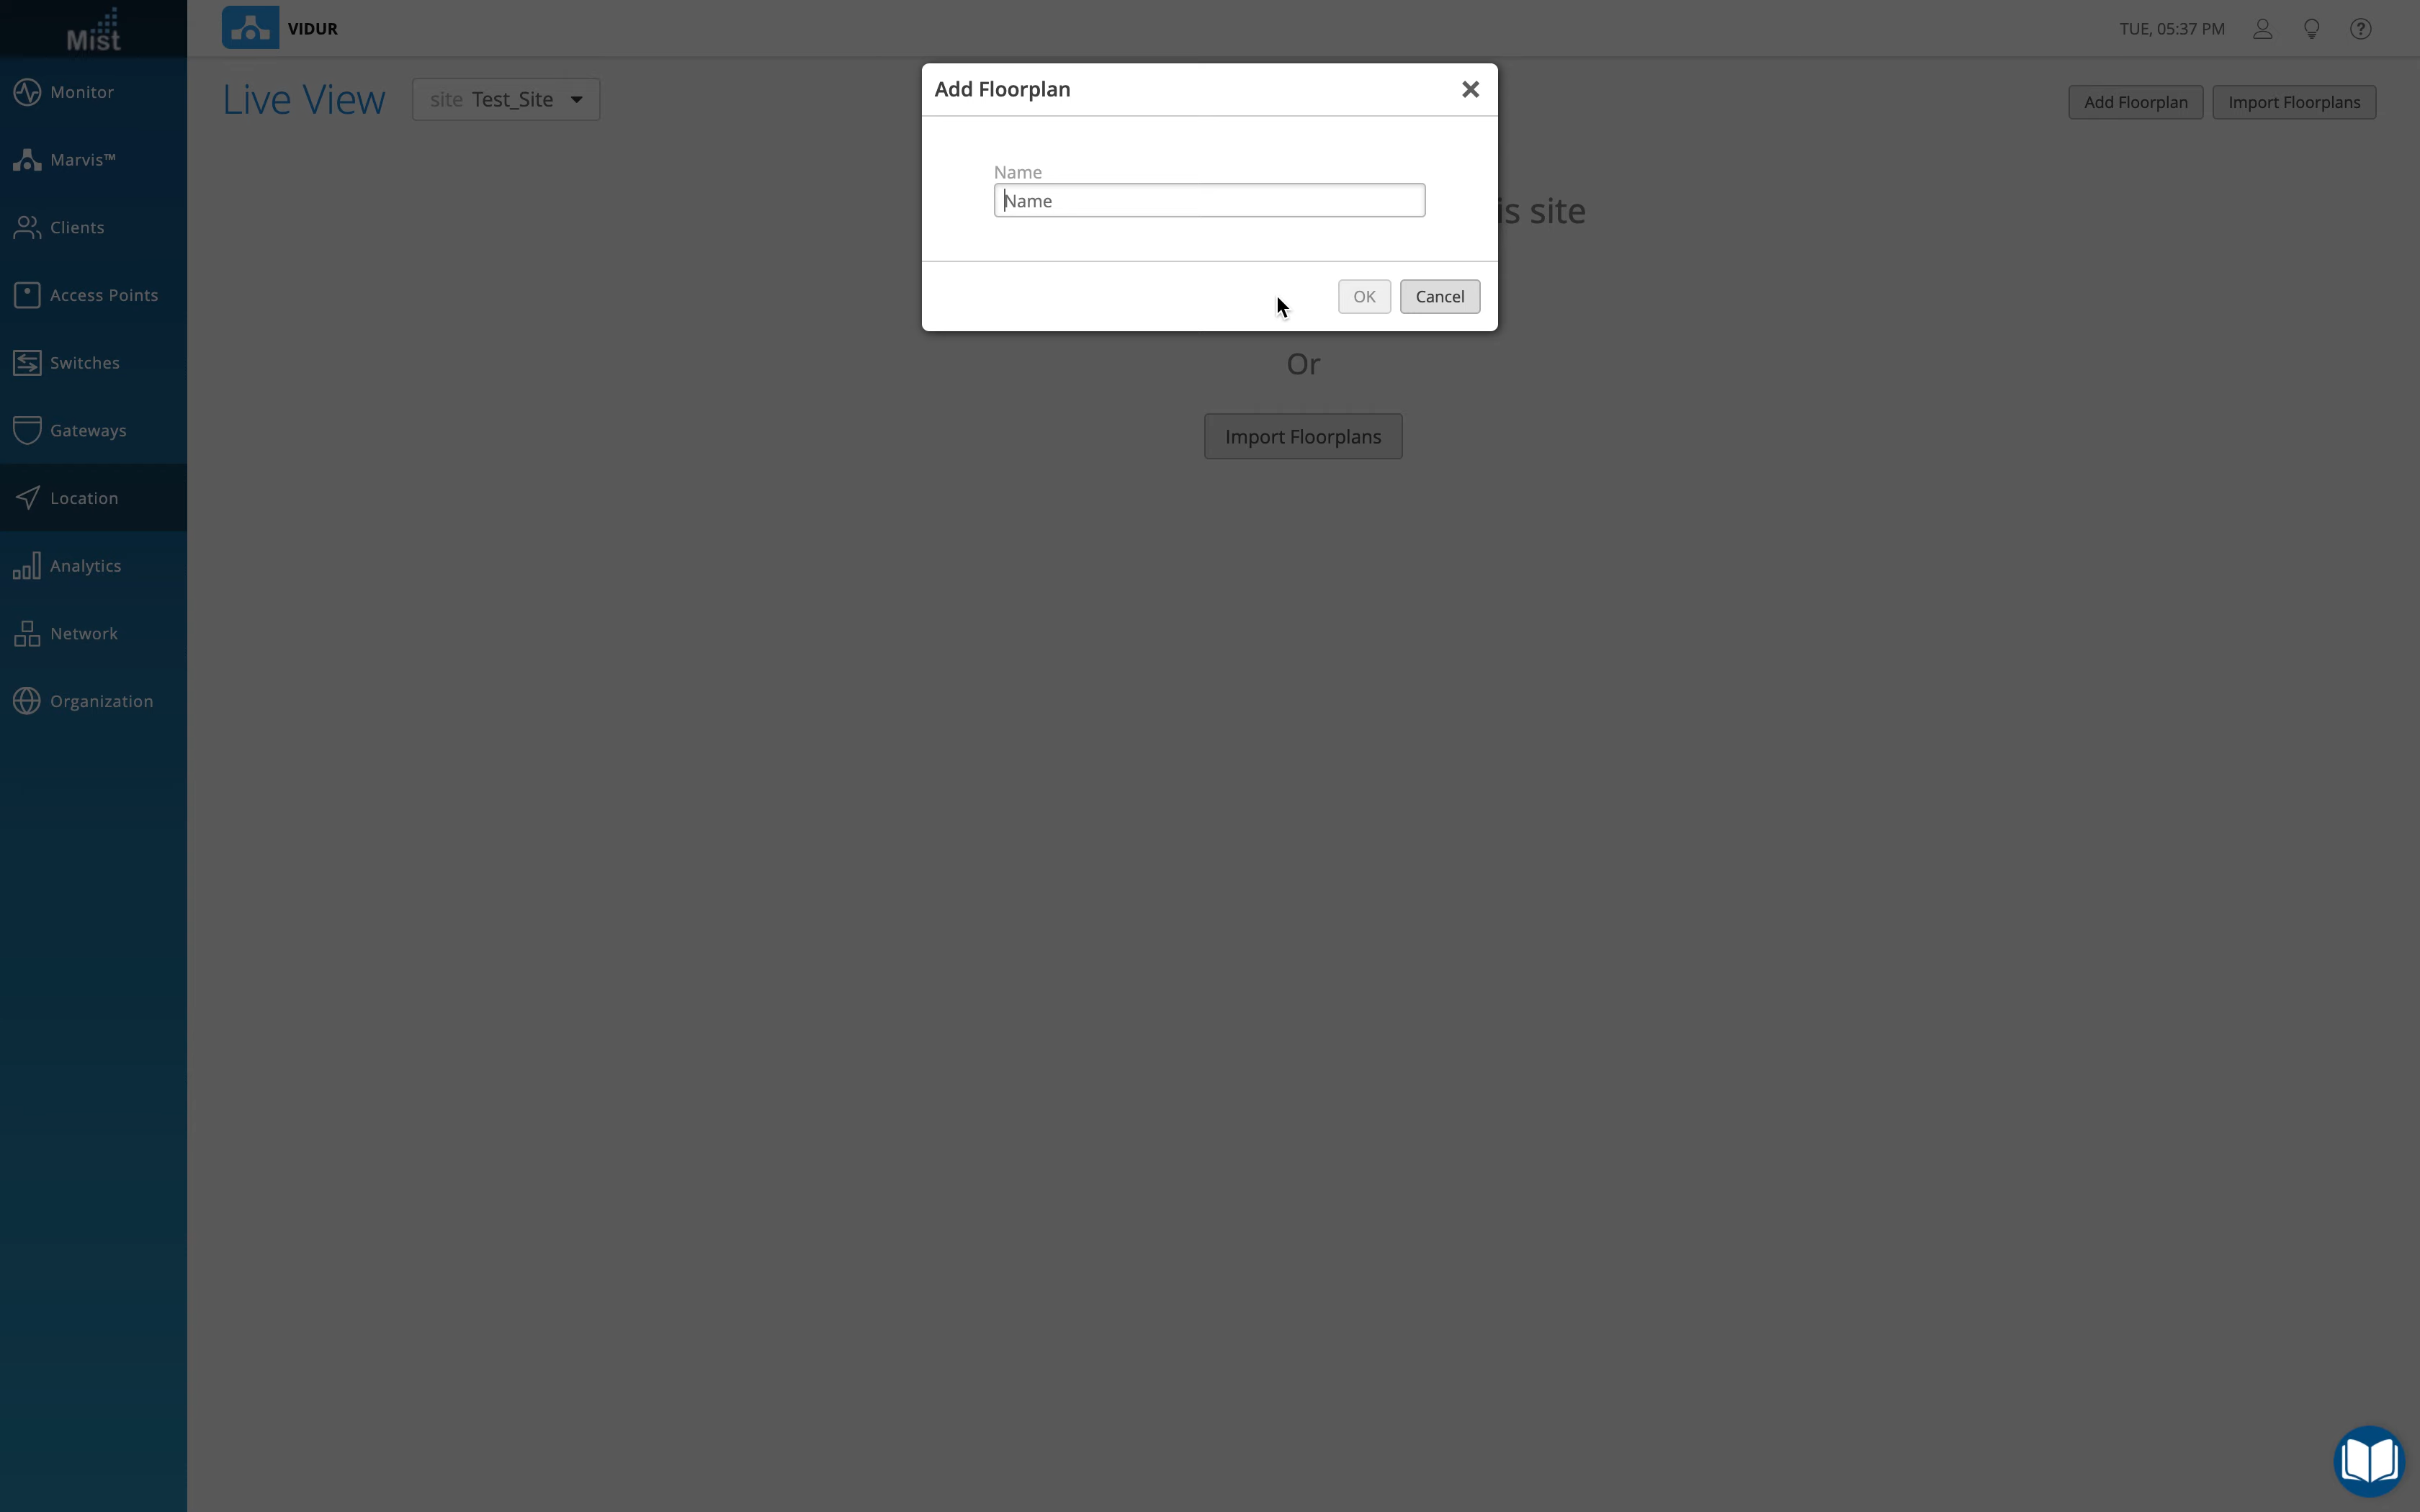 Mist
VIDUR
TUE, 05:37 PM
Monitor
Marvis™
Clients
Access Points
Switches
Gateways
Location
Analytics
Network
Organization
Live View
site Test_Site
Add Floorplan
Import Floorplans
Add Floorplan
Name
Name
OK
Cancel
is site
Or
Import Floorplans